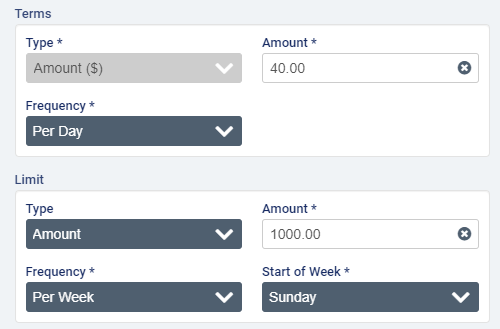 Terms
Type * Amount *
Amount ($) 40.00
Frequency *
Per Day
Limit
Type Amount *
Amount 1000.00
Frequency * Start of Week *
Per Week Sunday